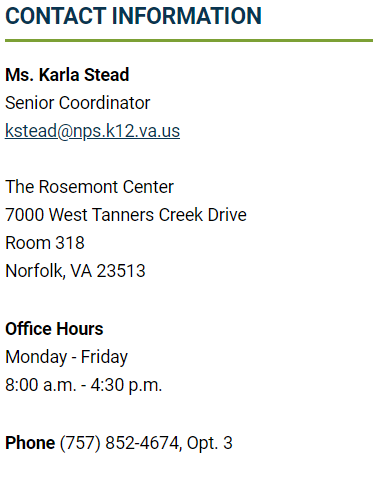 CONTACT INFORMATION
Ms. Karla Stead
Senior Coordinator
kstead@nps.k12.va.us
The Rosemont Center
7000 West Tanners Creek Drive
Room 318
Norfolk, VA 23513
Office Hours
Monday - Friday
8:00 a.m. - 4:30 p.m.
Phone (757) 852-4674, Opt. 3